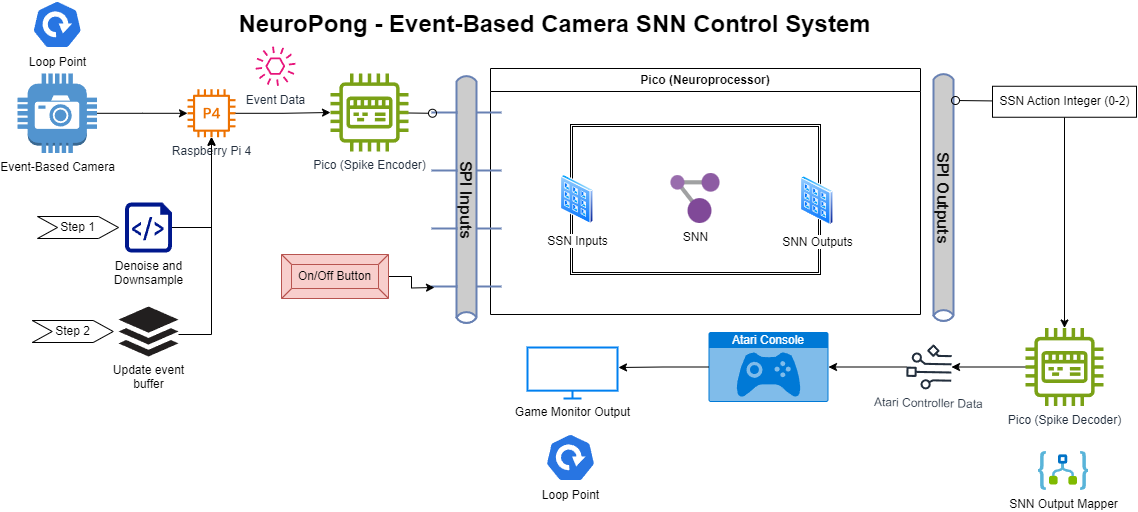 NeuroPong - Event-Based Camera SNN Control System
Loop Point
Event-Based Camera
P4
Raspberry Pi 4
Event Data
Pico (Spike Encoder)
SPI Inputs
Pico (Neuroprocessor)
SSN Inputs
SNN
SNN Outputs
SPI Outputs
SSN Action Integer (0-2)
Step 1
</>
Denoise and
Downsample
Step 2
Update event
buffer
On/Off Button
Atari Console
Game Monitor Output
Atari Controller Data
Pico (Spike Decoder)
Loop Point
SNN Output Mapper